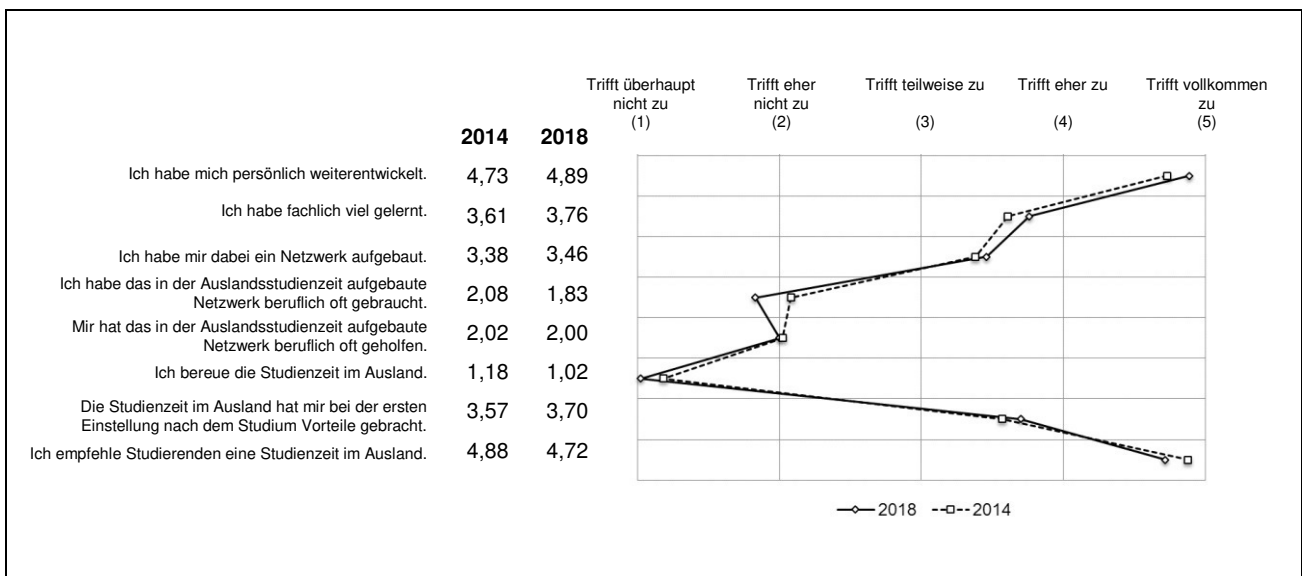 Trifft überhaupt
nicht zu
(1)
Trifft eher
nicht zu
(2)
Trifft teilweise zu
(3)
Trifft eher zu
(4)
Trifft vollkommen
zu
(5)
2014 2018
Ich habe mich persönlich weiterentwickelt. 4,73 4,89
Ich habe fachlich viel gelernt. 3,61 3,76
Ich habe mir dabei ein Netzwerk aufgebaut. 3,38 3,46
Ich habe das in der Auslandsstudienzeit aufgebaute
Netzwerk beruflich oft gebraucht. 2,08 1,83
Mir hat das in der Auslandsstudienzeit aufgebaute
Netzwerk beruflich oft geholfen. 2,02 2,00
Ich bereue die Studienzeit im Ausland. 1,18 1,02
Die Studienzeit im Ausland hat mir bei der ersten
Einstellung nach dem Studium Vorteile gebracht. 3,57 3,70
Ich empfehle Studierenden eine Studienzeit im Ausland. 4,88 4,72
2018 2014